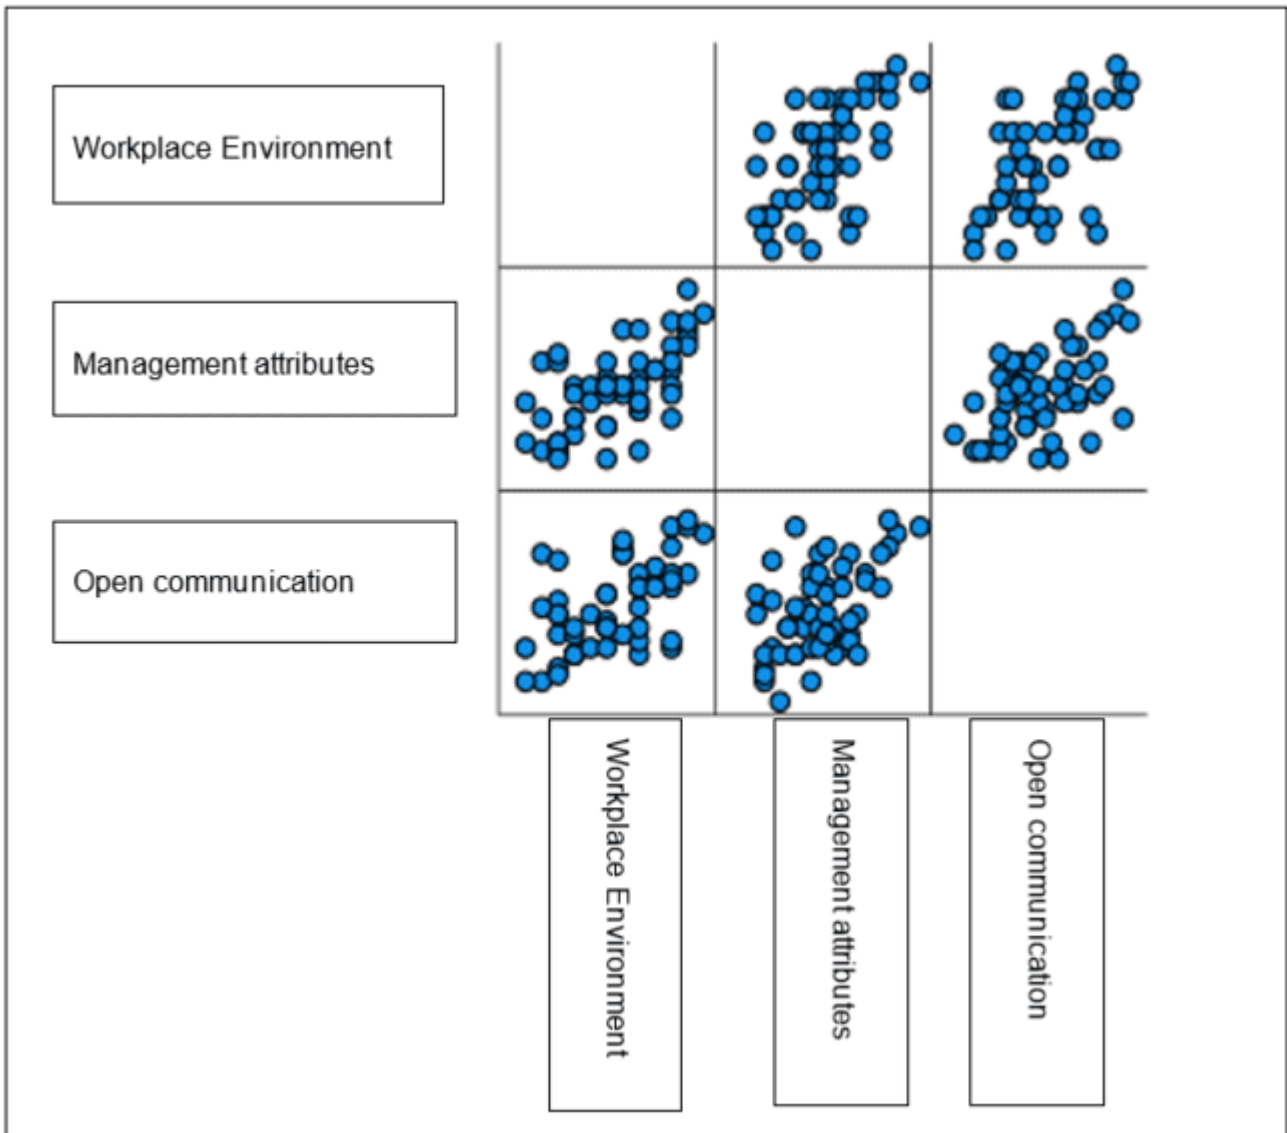 Workplace Environment
Management attributes
Open communication
Workplace Environment
Management attributes
Open communication